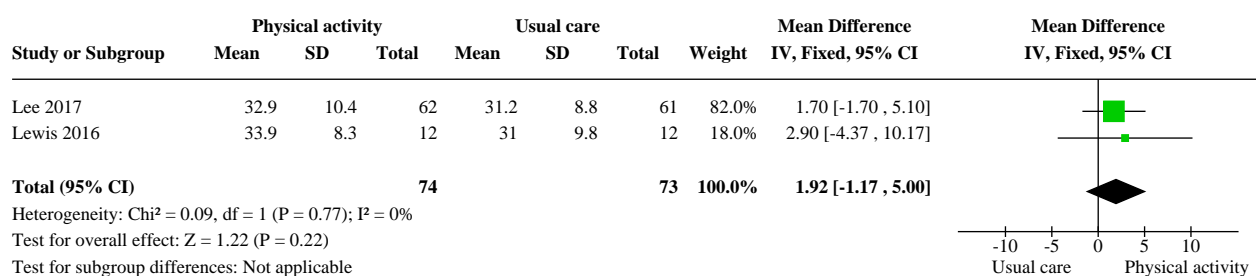 Physical activity Usual care Mean Difference Mean Difference
Study or Subgroup Mean SD Total Mean SD Total Weight IV, Fixed, 95% CI IV, Fixed, 95% CI
Lee 2017 32.9 10.4 62 31.2 8.8 61 82.0% 1.70 [-1.70 , 5.10]
Lewis 2016 33.9 8.3 12 31 9.8 12 18.0% 2.90 [-4.37 , 10.17]
Total (95% CI) 74 73 100.0% 1.92 [-1.17 , 5.00]
Heterogeneity: Chi² = 0.09, df = 1 (P = 0.77); I² = 0%
Test for overall effect: Z = 1.22 (P = 0.22)
Test for subgroup differences: Not applicable
-10 -5 0 5 10
Usual care Physical activity